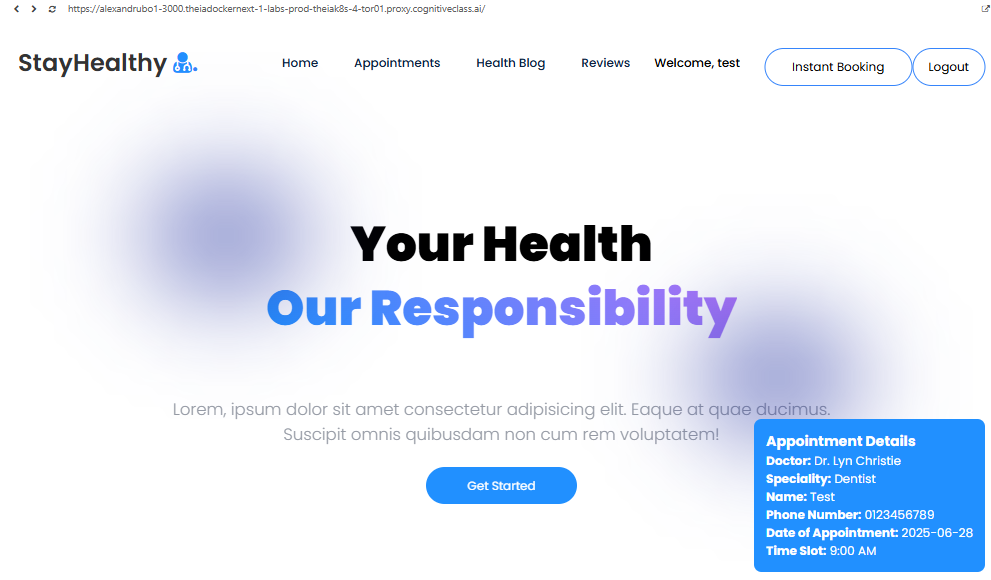 https://alexandrubo1-3000.theiadockernext-1-labs-prod-theiak8s-4-tor01.proxy.cognitiveclass.ai/
StayHealthy
Home Appointments Health Blog Reviews Welcome, test Instant Booking Logout
Your Health
Our Responsibility
Lorem, ipsum dolor sit amet consectetur adipisicing elit. Eaque at quae ducimus.
Suscipit omnis quibusdam non cum rem voluptatem!
Get Started
Appointment Details
Doctor: Dr. Lyn Christie
Speciality: Dentist
Name: Test
Phone Number: 0123456789
Date of Appointment: 2025-06-28
Time Slot: 9:00 AM